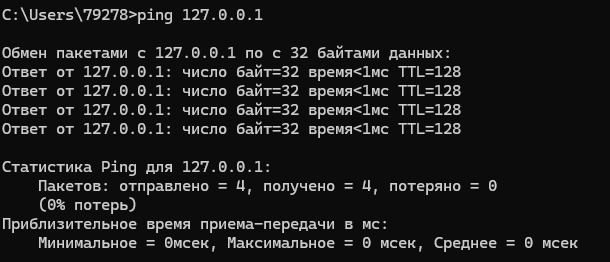 C:\Users\79278>ping 127.0.0.1
Обмен пакетами с 127.0.0.1 по с 32 байтами данных:
Ответ от 127.0.0.1: число байт=32 время<1мс TTL=128
Ответ от 127.0.0.1: число байт=32 время<1мс TTL=128
Ответ от 127.0.0.1: число байт=32 время<1мс TTL=128
Ответ от 127.0.0.1: число байт=32 время<1мс TTL=128
Статистика Ping для 127.0.0.1:
Пакетов: отправлено = 4, получено = 4, потеряно = 0
(0% потерь)
Приблизительное время приема-передачи в мс:
Минимальное = 0мсек, Максимальное = 0 мсек, Среднее = 0 мсек